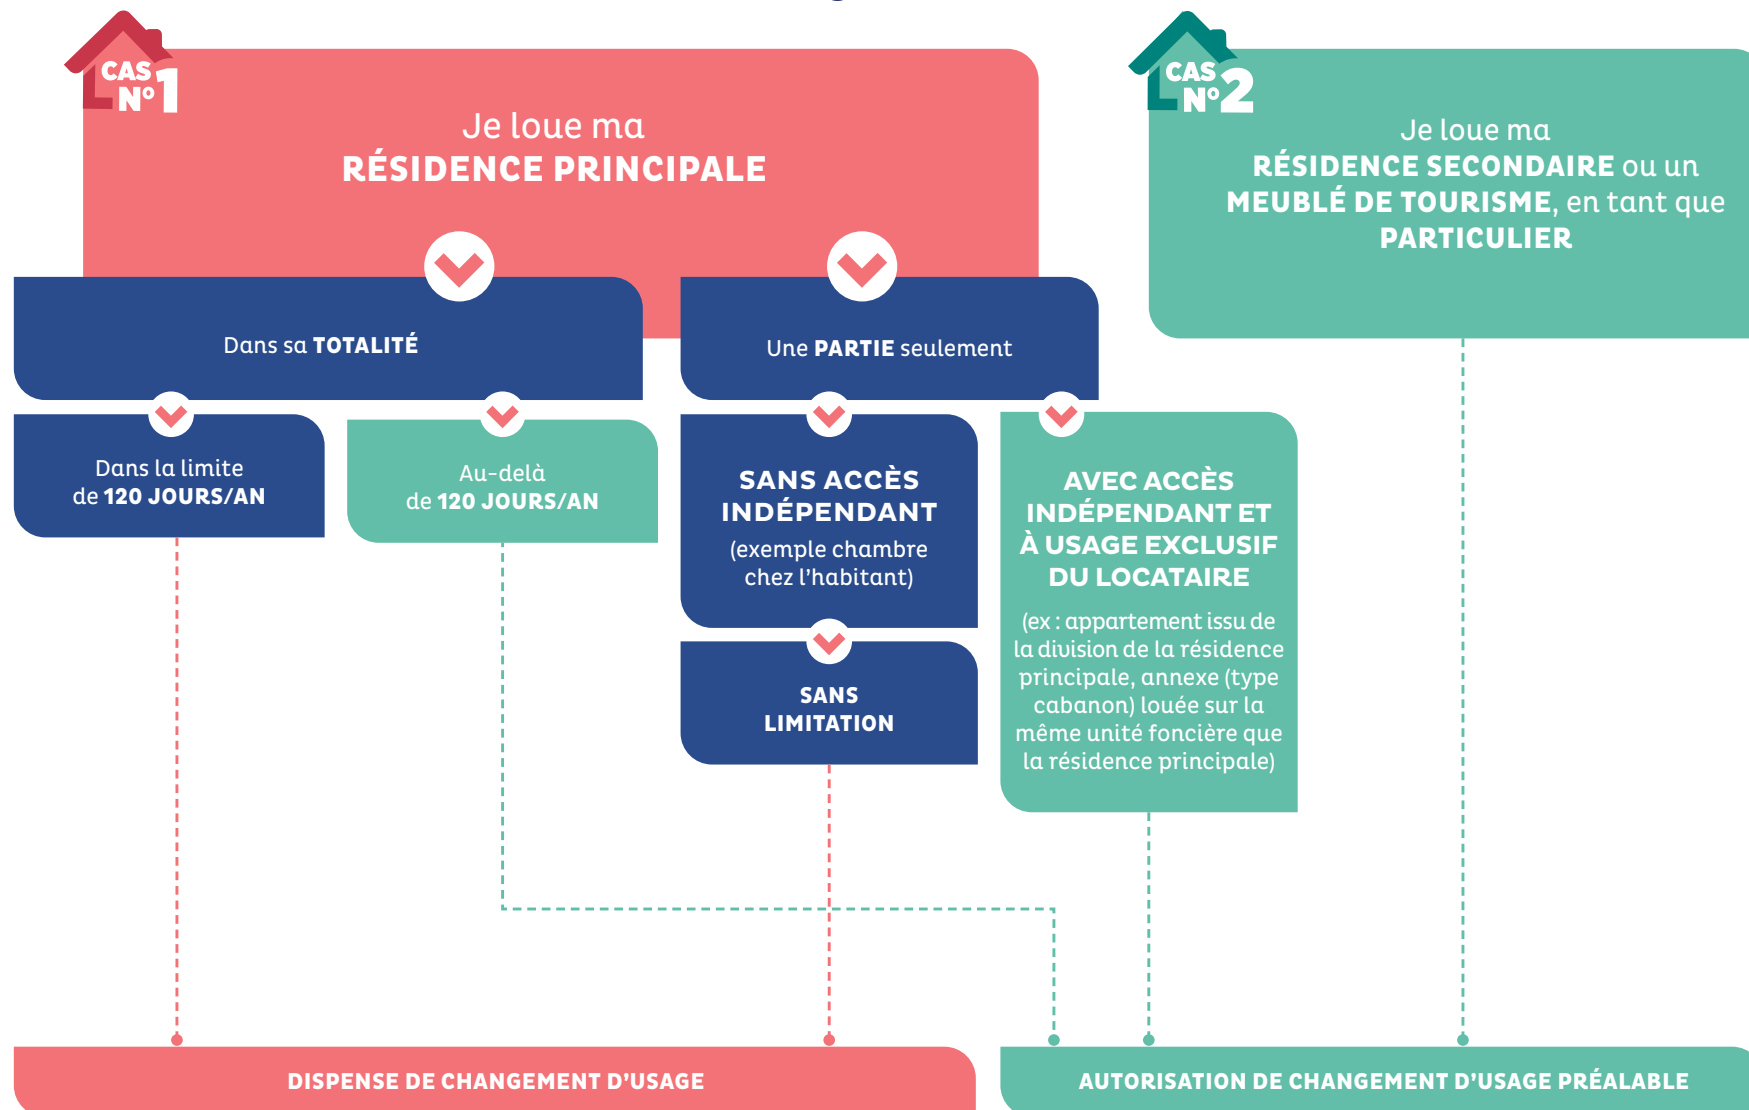 CAS
N° 1
Je loue ma
RÉSIDENCE PRINCIPALE
Dans sa TOTALITÉ
Dans la limite
de 120 JOURS/AN
Au-delà
de 120 JOURS/AN
Une PARTIE seulement
SANS ACCÈS
INDÉPENDANT
(exemple chambre
chez l’habitant)
SANS
LIMITATION
AVEC ACCÈS
INDÉPENDANT ET
À USAGE EXCLUSIF
DU LOCATAIRE
(ex : appartement issu de
la division de la résidence
principale, annexe (type
cabanon) louée sur la
même unité foncière que
la résidence principale)
CAS
N° 2
Je loue ma
RÉSIDENCE SECONDAIRE ou un
MEUBLÉ DE TOURISME, en tant que
PARTICULIER
DISPENSE DE CHANGEMENT D’USAGE
AUTORISATION DE CHANGEMENT D’USAGE PRÉALABLE